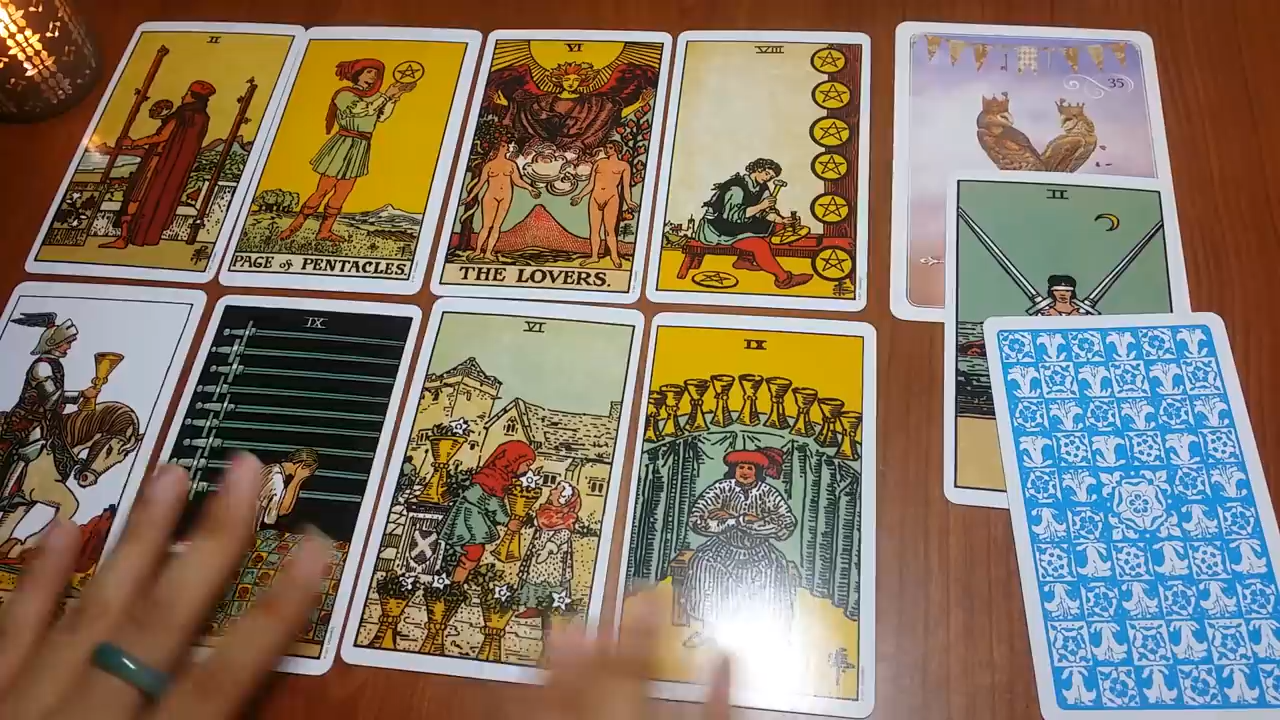 II
PAGE of PENTACLES.
VI
THE LOVERS.
VIII
35
II
IX
VI
IX